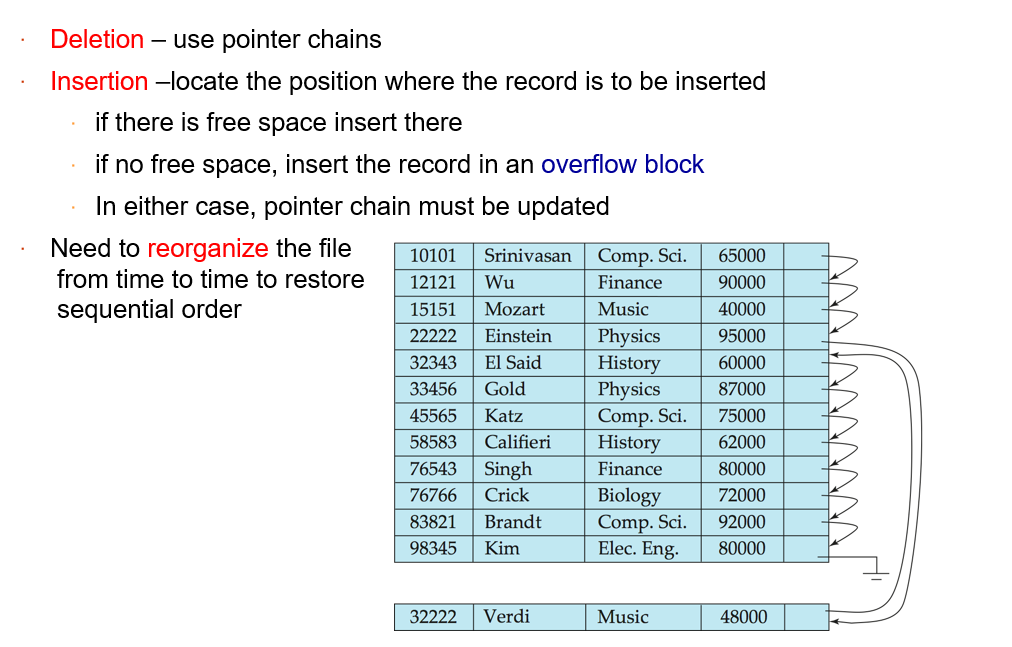 · Deletion – use pointer chains
· Insertion –locate the position where the record is to be inserted
· if there is free space insert there
· if no free space, insert the record in an overflow block
· In either case, pointer chain must be updated
· Need to reorganize the file
from time to time to restore
sequential order
10101 Srinivasan Comp. Sci. 65000
12121 Wu Finance 90000
15151 Mozart Music 40000
22222 Einstein Physics 95000
32343 El Said History 60000
33456 Gold Physics 87000
45565 Katz Comp. Sci. 75000
58583 Califieri History 62000
76543 Singh Finance 80000
76766 Crick Biology 72000
83821 Brandt Comp. Sci. 92000
98345 Kim Elec. Eng. 80000
32222 Verdi Music 48000